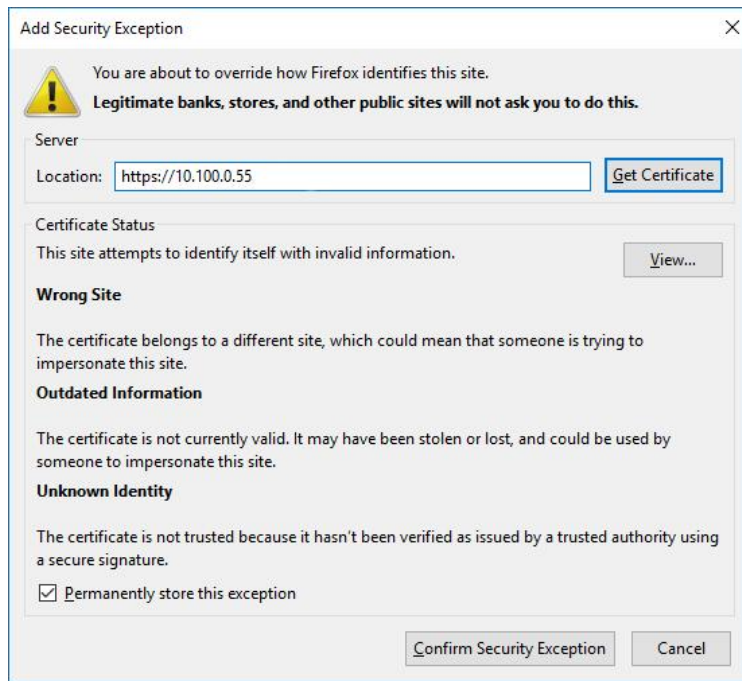 Add Security Exception
You are about to override how Firefox identifies this site.
Legitimate banks, stores, and other public sites will not ask you to do this.
Server
Location:
https://10.100.0.55
Get Certificate
Certificate Status
This site attempts to identify itself with invalid information.
View...
Wrong Site
The certificate belongs to a different site, which could mean that someone is trying to
impersonate this site.
Outdated Information
The certificate is not currently valid. It may have been stolen or lost, and could be used by
someone to impersonate this site.
Unknown Identity
The certificate is not trusted because it hasn't been verified as issued by a trusted authority using
a secure signature.
Permanently store this exception
Confirm Security Exception
Cancel